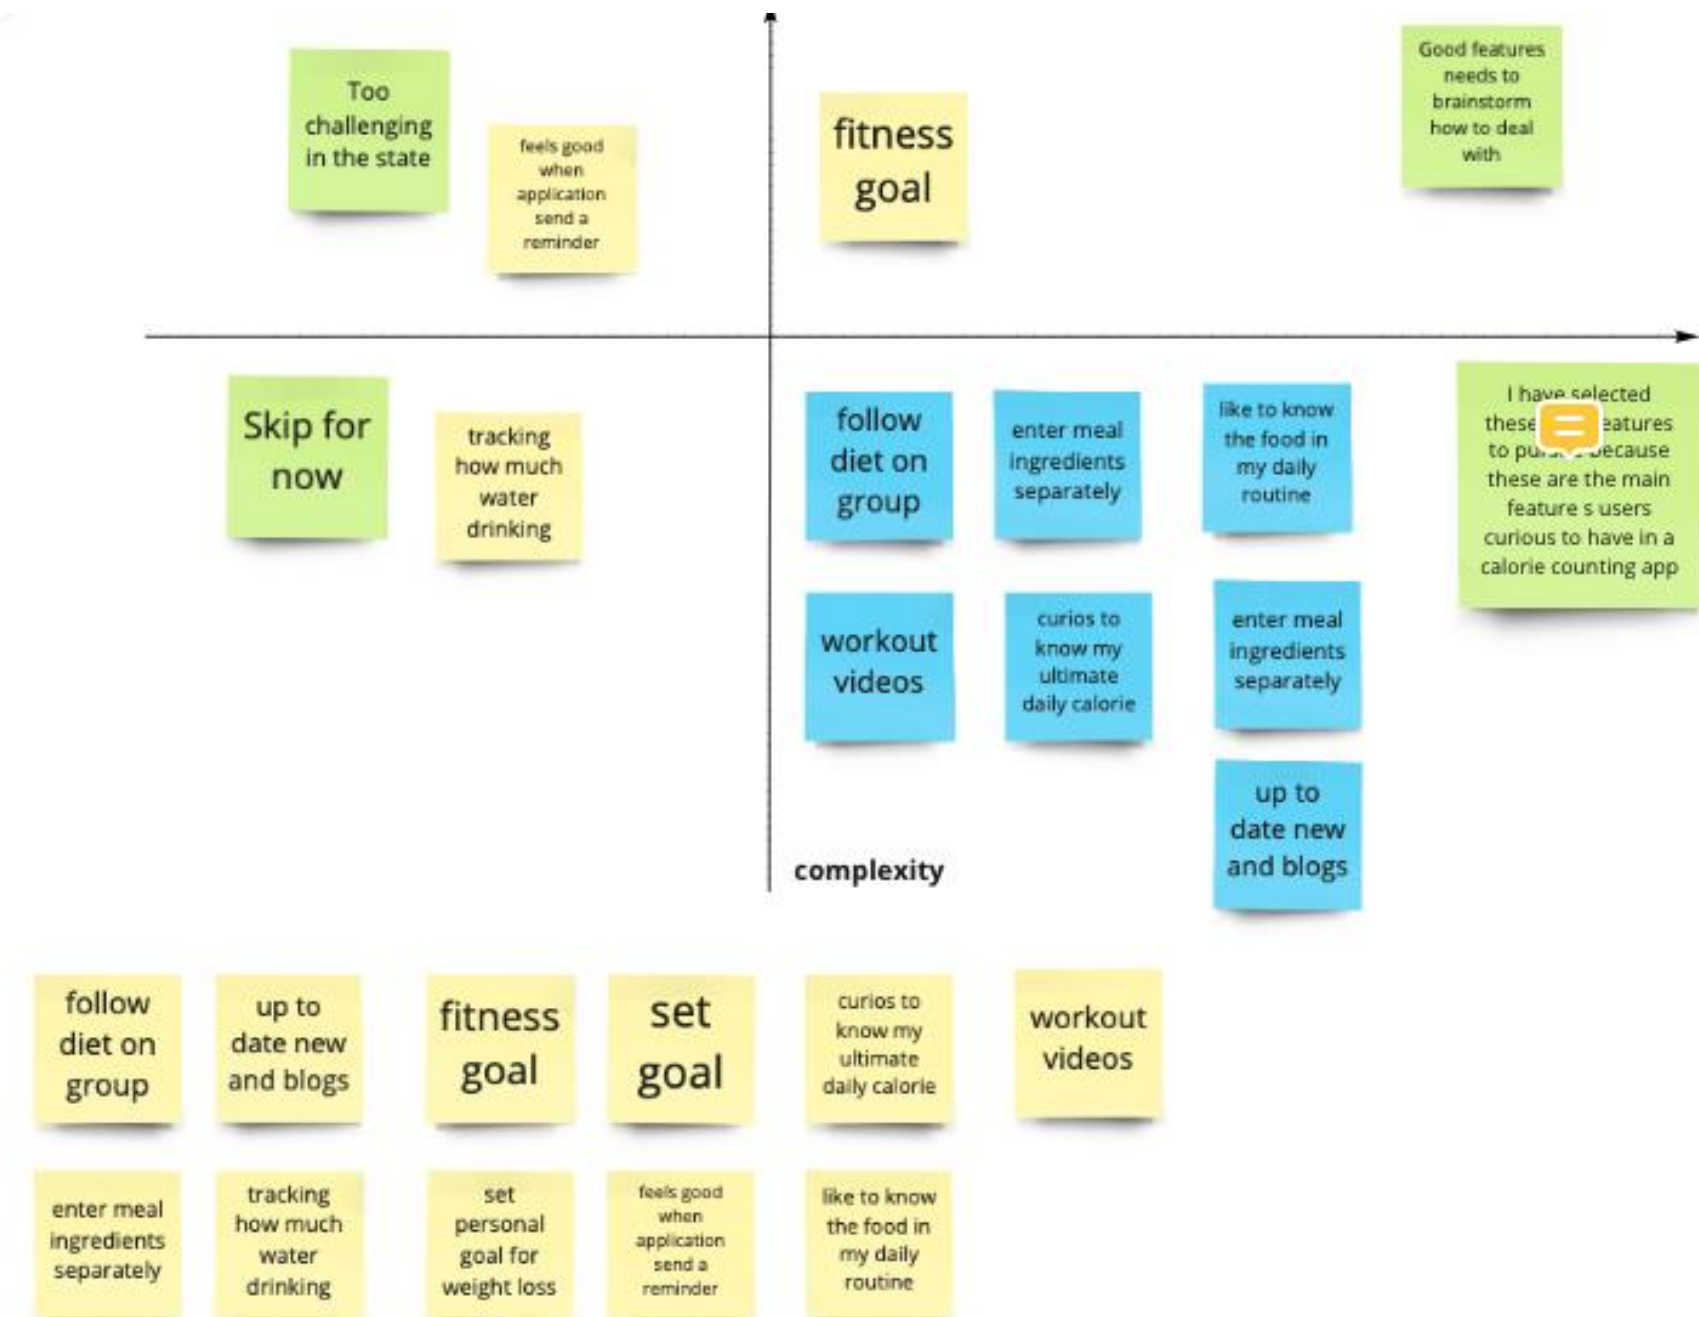 Too
challenging
in the state
feels good
when
application
send a
reminder
fitness
goal
Good features
needs to
brainstorm
how to deal
with
Skip for
now
tracking
how much
water
drinking
follow
diet on
group
enter meal
ingredients
separately
like to know
the food in
my daily
routine
I have selected
these eatures
to because
these are the main
feature s users
curious to have in a
calorie counting app
workout
videos
curios to
know my
ultimate
daily calorie
enter meal
ingredients
separately
up to
date new
and blogs
complexity
follow
diet on
group
up to
date new
and blogs
fitness
goal
set
goal
curios to
know my
ultimate
daily calorie
workout
videos
enter meal
ingredients
separately
tracking
how much
water
drinking
set
personal
goal for
weight loss
feels good
when
application
send a
reminder
like to know
the food in
my daily
routine